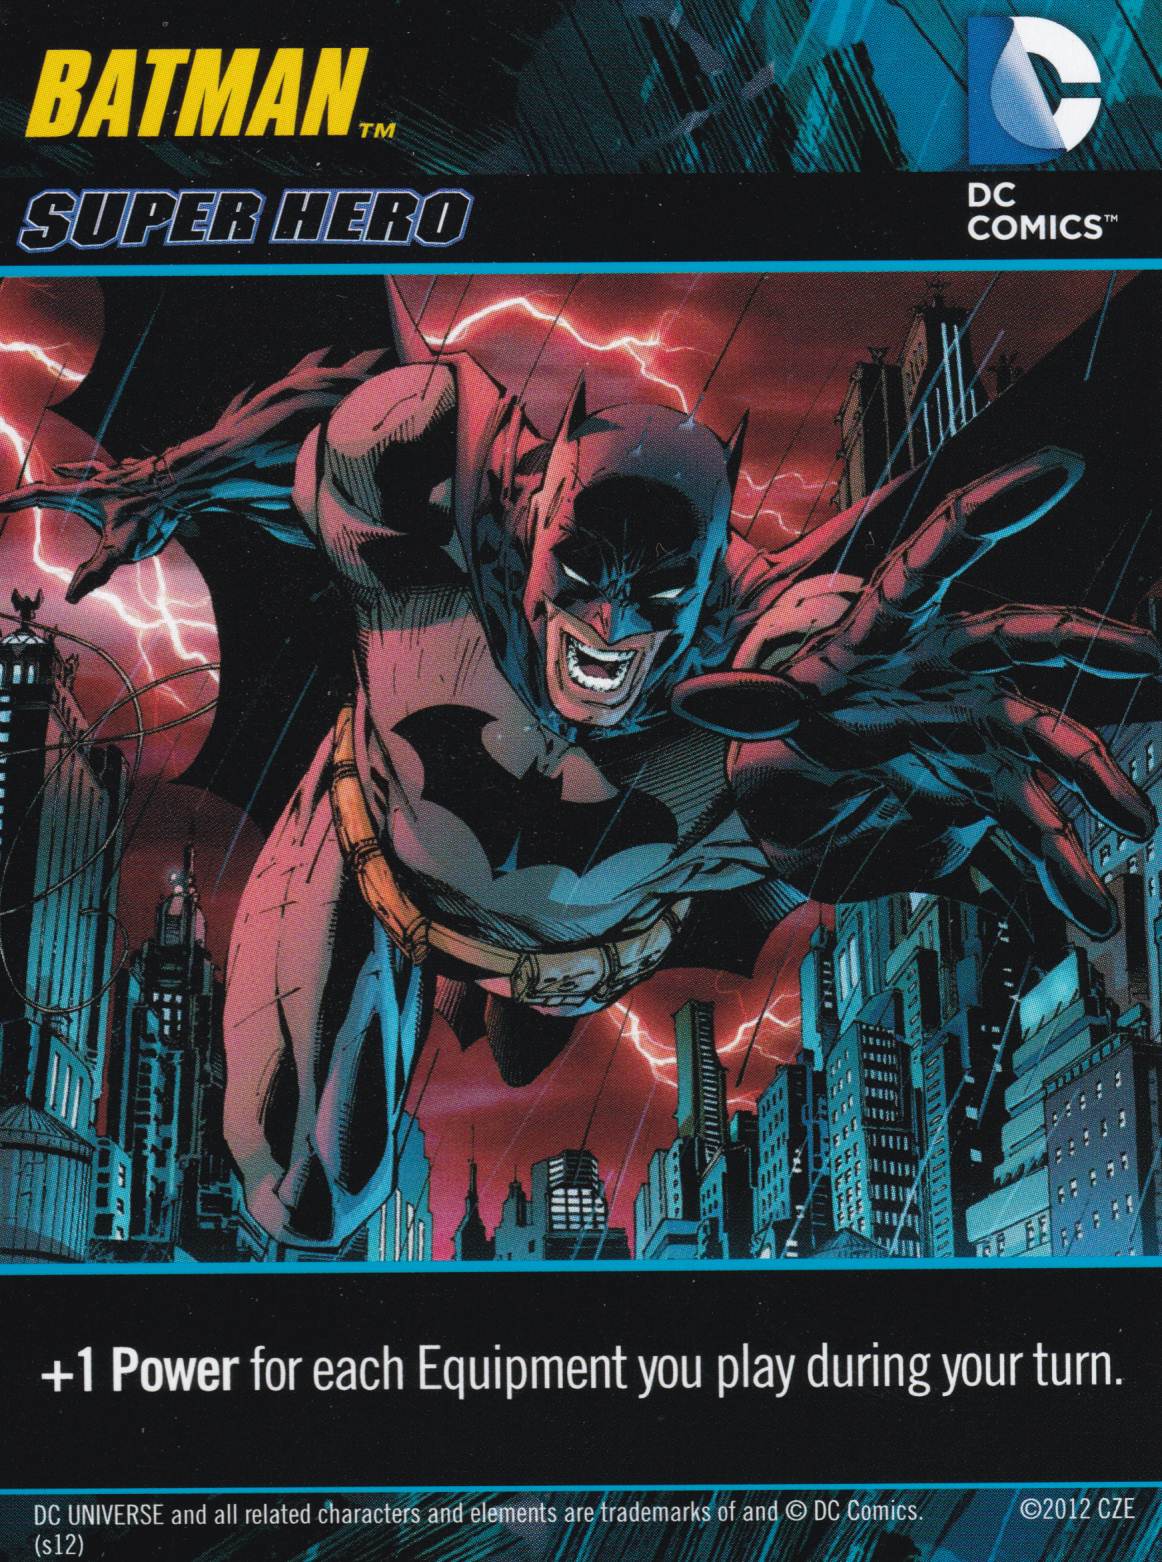 BATMAN™
SUPER HERO
DC
COMICS™
+1 Power for each Equipment you play during your turn.
DC UNIVERSE and all related characters and elements are trademarks of and © DC Comics.
(s12)
©2012 CZE